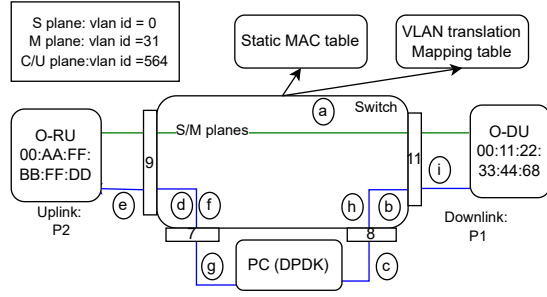 S plane: vlan id = 0
M plane: vlan id =31
C/U plane:vlan id =564
Static MAC table
VLAN translation
Mapping table
a
Switch
S/M planes
O-RU
00:AA:FF:
BB:FF:DD
9
11
O-DU
00:11:22:
33:44:68
i
e
d
f
h
b
Uplink:
P2
Downlink:
P1
7
8
g
PC (DPDK)
c